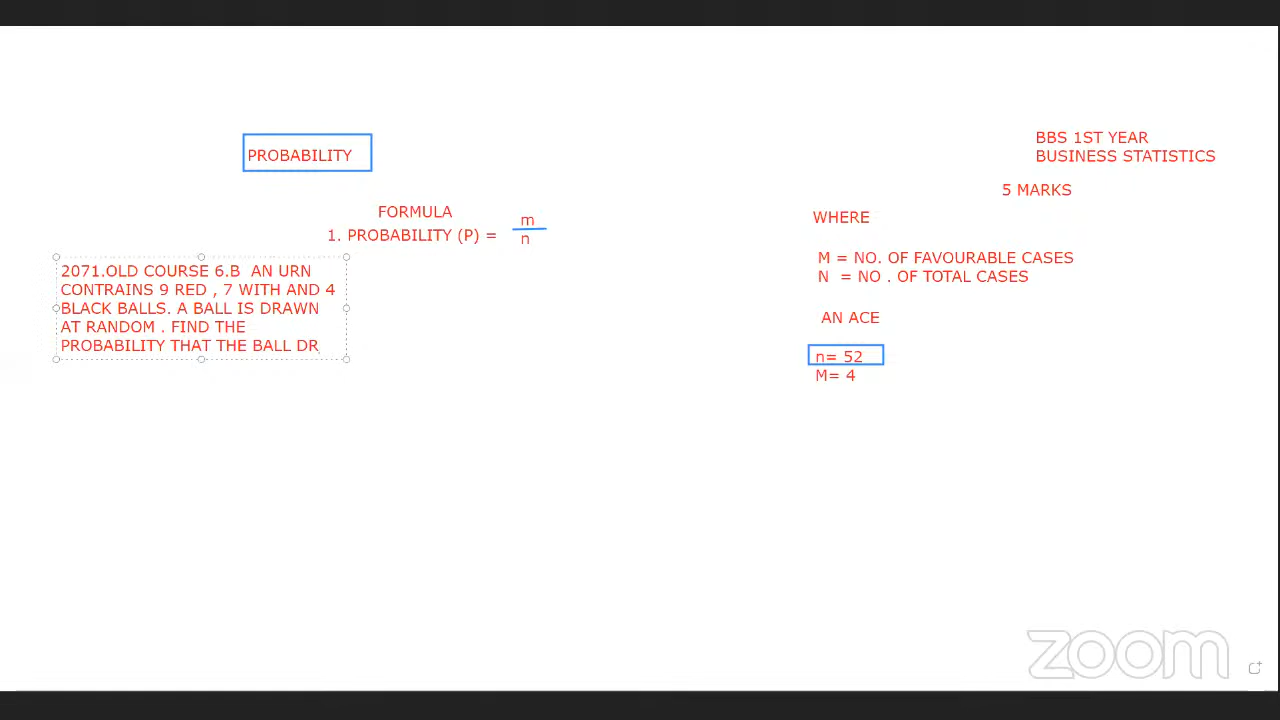 BBS 1ST YEAR
BUSINESS STATISTICS
PROBABILITY
5 MARKS
FORMULA
1. PROBABILITY (P) = m
n
WHERE
M = NO. OF FAVOURABLE CASES
N = NO . OF TOTAL CASES
2071.OLD COURSE 6.B AN URN
CONTRAINS 9 RED , 7 WITH AND 4
BLACK BALLS. A BALL IS DRAWN
AT RANDOM . FIND THE
PROBABILITY THAT THE BALL DR
AN ACE
n= 52
M= 4
zoom